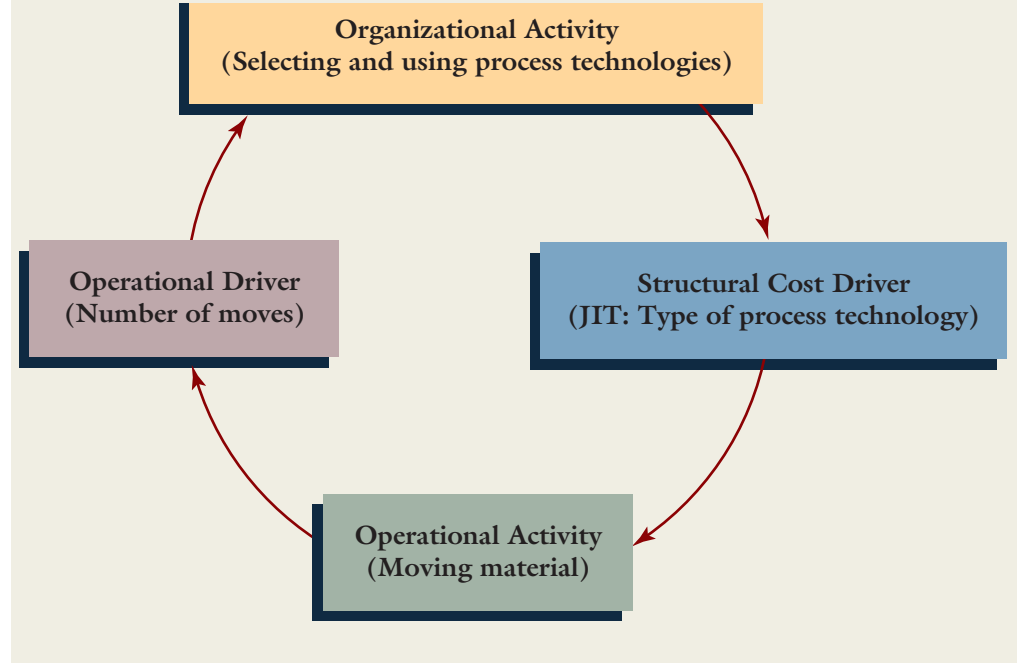 Organizational Activity
(Selecting and using process technologies)
Structural Cost Driver
(JIT: Type of process technology)
Operational Activity
(Moving material)
Operational Driver
(Number of moves)